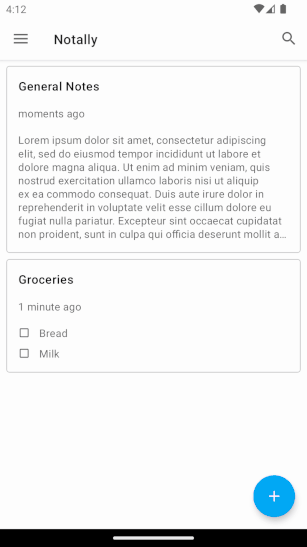 4:12
Notally
General Notes
moments ago
Lorem ipsum dolor sit amet, consectetur adipiscing
elit, sed do eiusmod tempor incididunt ut labore et
dolore magna aliqua. Ut enim ad minim veniam, quis
nostrud exercitation ullamco laboris nisi ut aliquip
ex ea commodo consequat. Duis aute irure dolor in
reprehenderit in voluptate velit esse cillum dolore eu
fugiat nulla pariatur. Excepteur sint occaecat cupidatat
non proident, sunt in culpa qui officia deserunt mollit a...
Groceries
1 minute ago
Bread
Milk